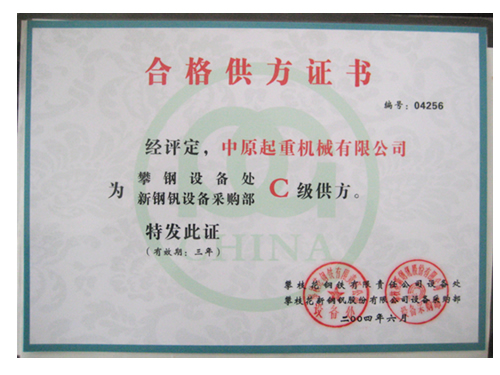 合格供方证书
编号：04256
经评定，中原起重机械有限公司
为 攀钢设备处 C 级供方。
新钢钒设备采购部
特发此证
（有效期：三年）
CHINA
攀枝花钢铁有限责任公司设备处
攀枝花新钢钒股份有限公司设备采购部
二〇〇四年六月